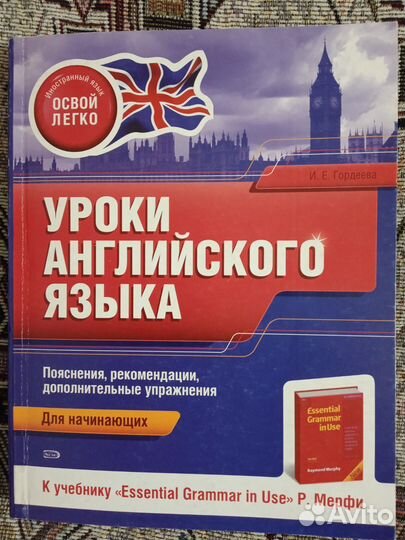 Иностранный язык
ОСВОЙ
ЛЕГКО
И. Е. Гордеева
УРОКИ
АНГЛИЙСКОГО
ЯЗЫКА
Пояснения, рекомендации,
дополнительные упражнения
Для начинающих
Essential
Grammar
in Use
Raymond Murphy
К учебнику «Essential Grammar in Use» Р. Мерфи
Avito